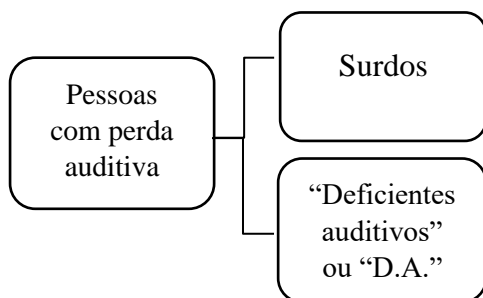 Pessoas
com perda
auditiva
Surdos
“Deficientes
auditivos”
ou “D.A.”